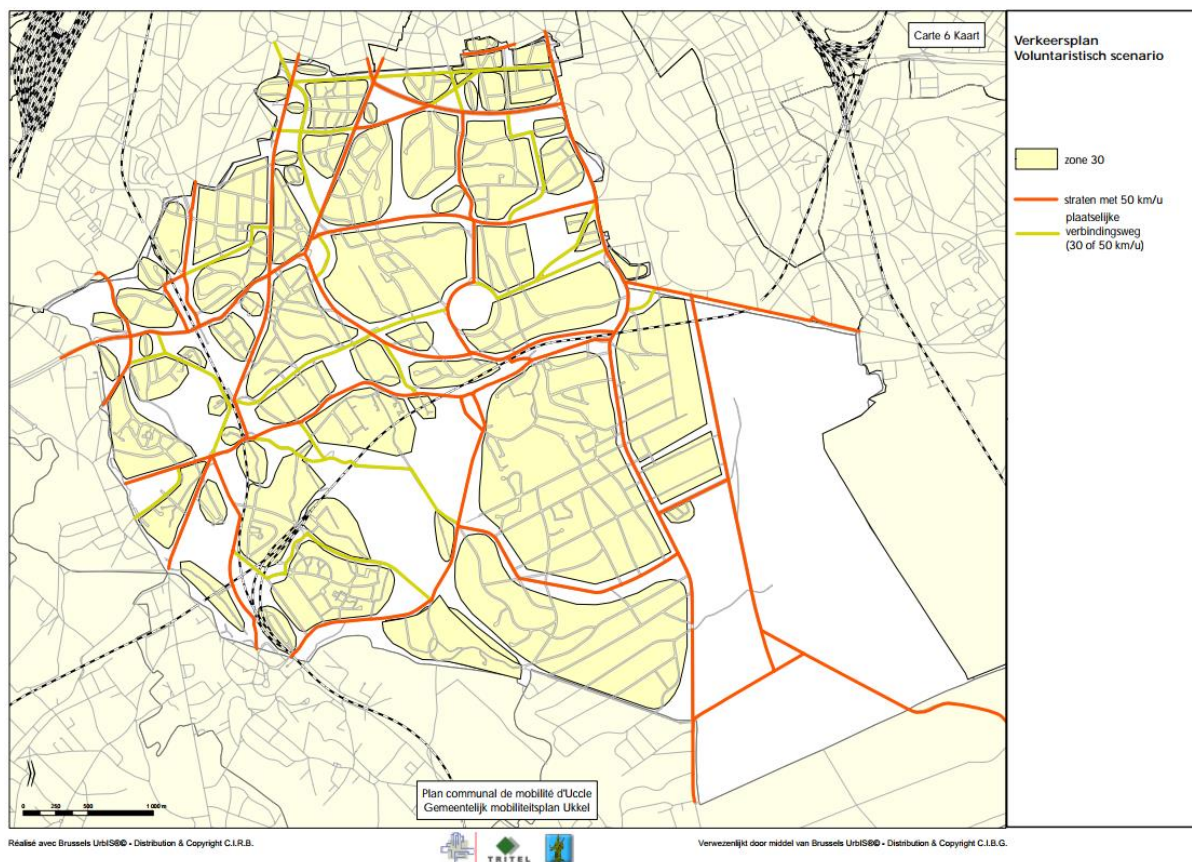 Carte 6 Kaart
Verkeersplan
Voluntaristisch scenario
zone 30
straten met 50 km/u
plaatselijke
verbindingsweg
(30 of 50 km/u)
0 250 500 1 000 m
Plan communal de mobilité d'Uccle
Gemeentelijk mobiliteitsplan Ukkel
Réalisé avec Brussels UrbIS®© - Distribution & Copyright C.I.R.B.
TRITEL
Verwezenlijkt door middel van Brussels UrbIS®© - Distribution & Copyright C.I.B.G.